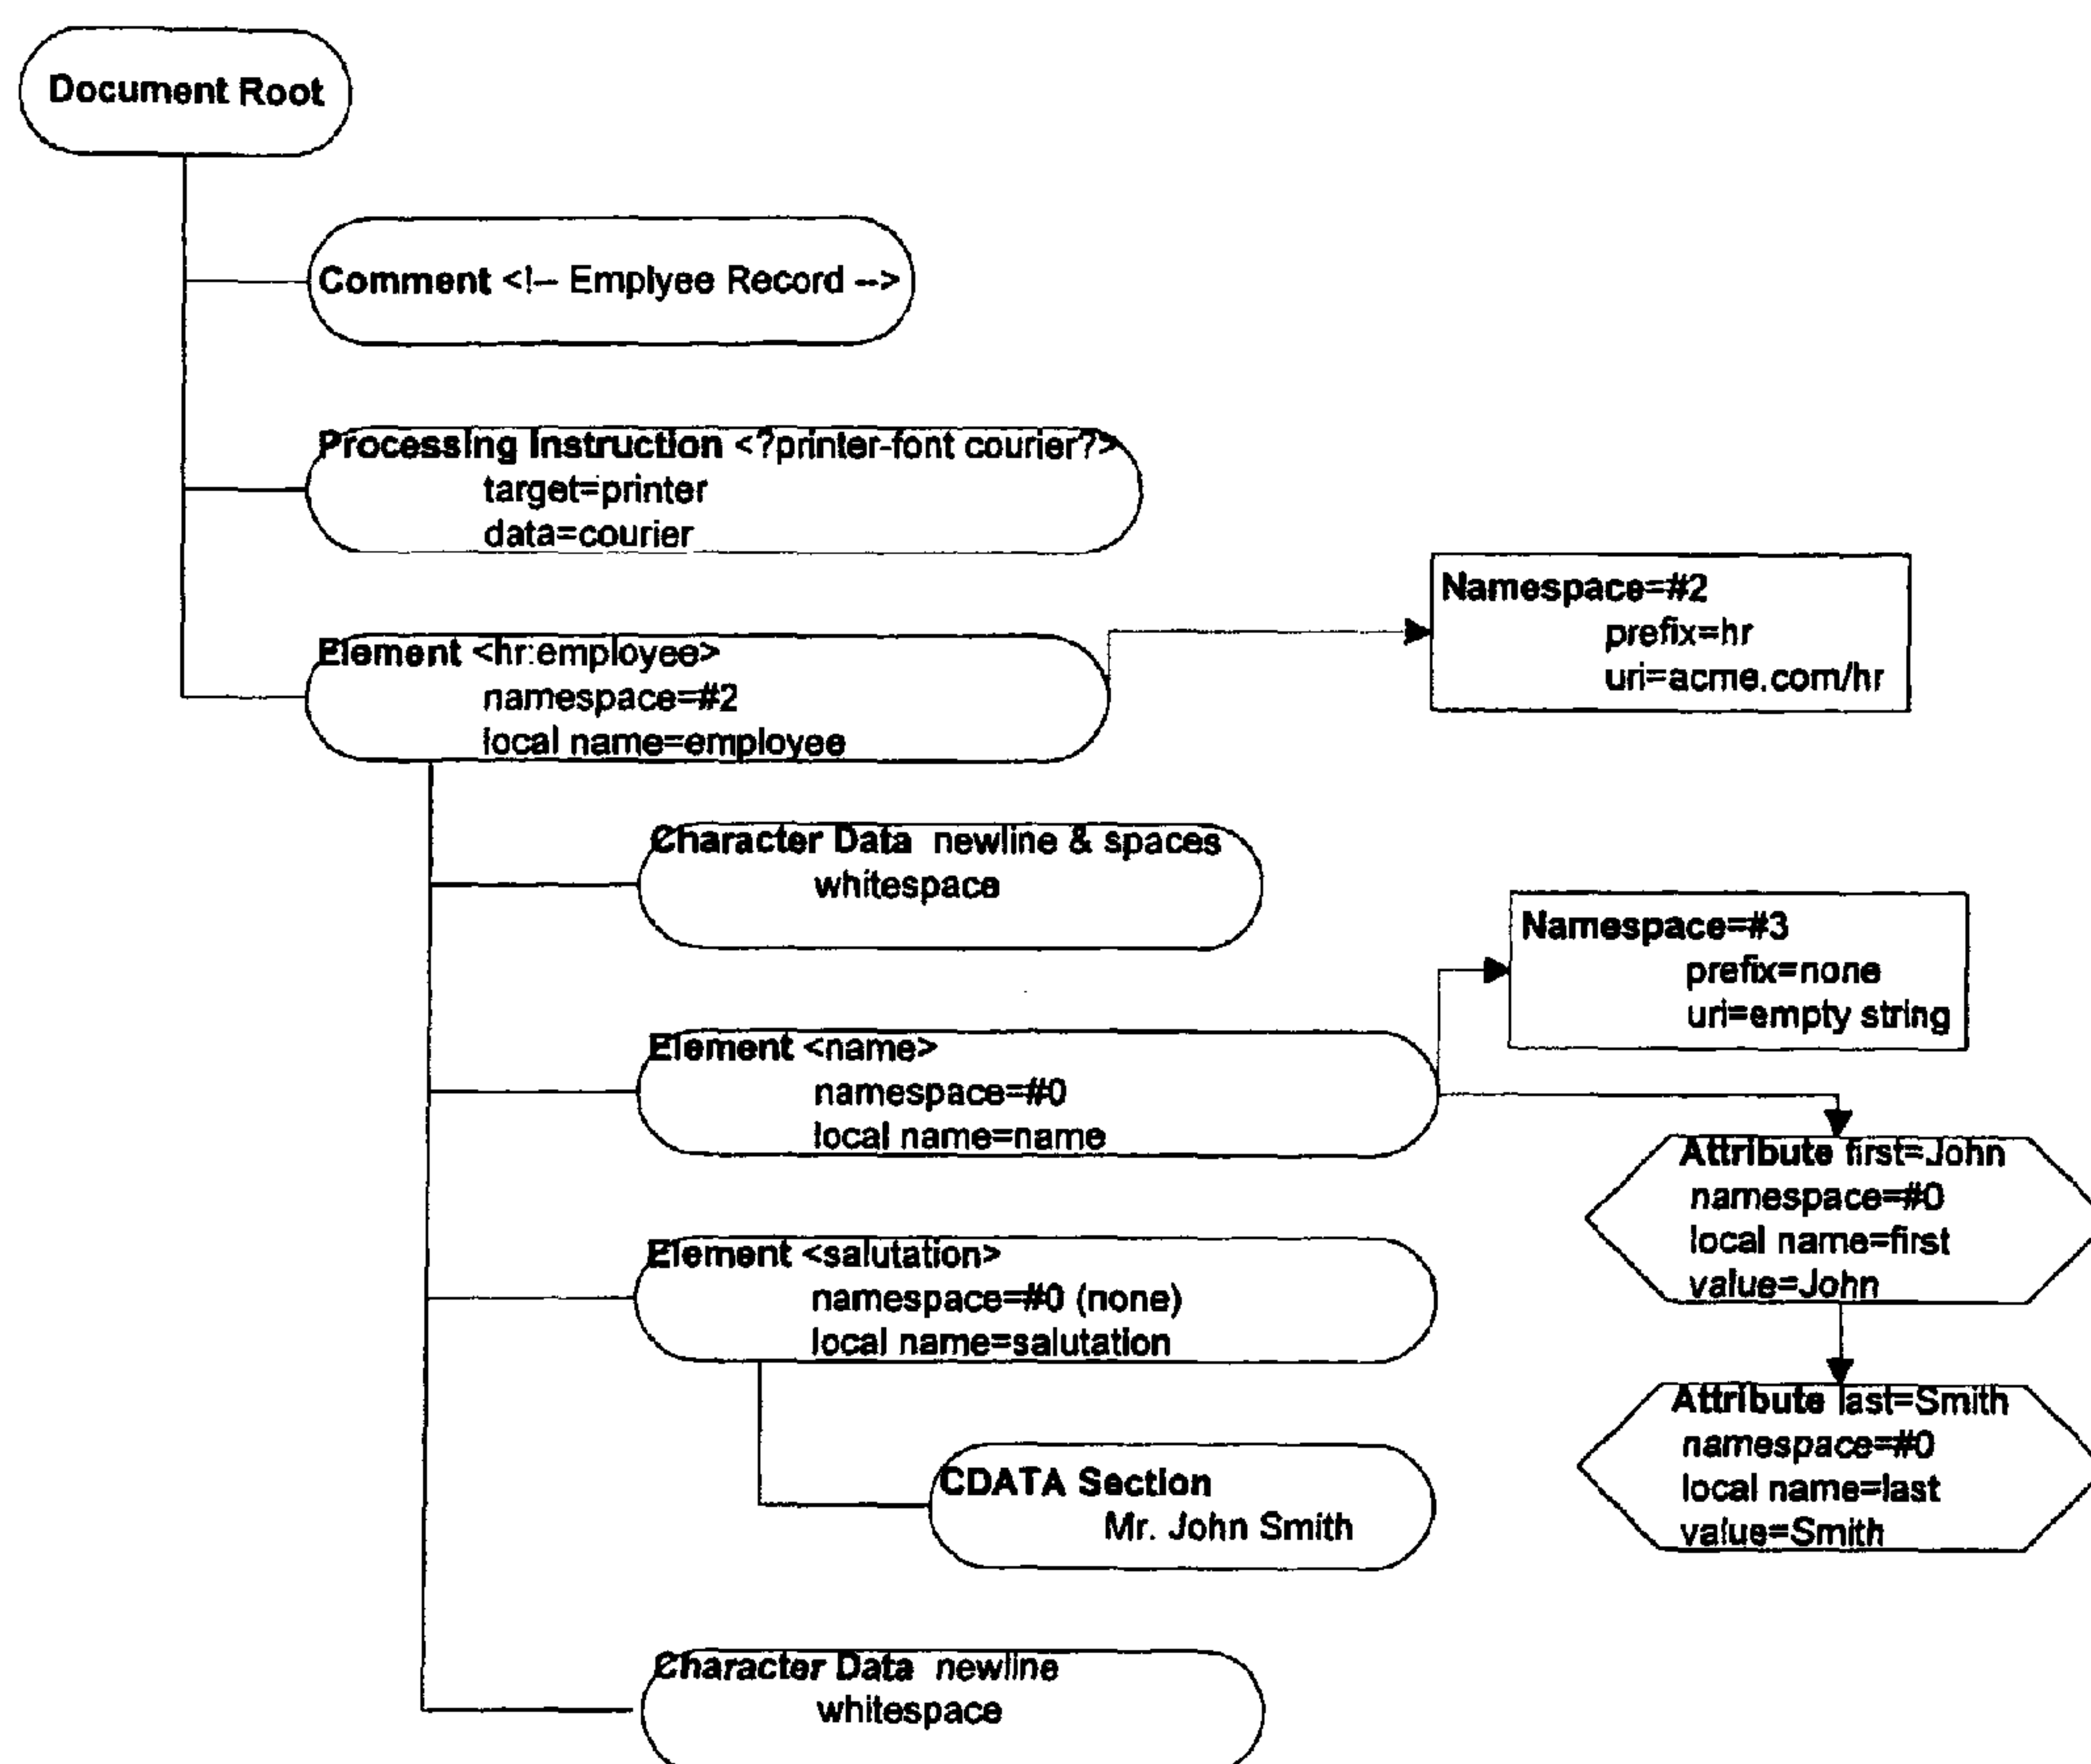 Document Root
Comment <!-- Emplyee Record -->
Processing Instruction <?printer-font courier?>
target=printer
data=courier
Element <hr:employee>
namespace=#2
local name=employee
Namespace=#2
prefix=hr
uri=acme.com/hr
Character Data newline & spaces
whitespace
Element <name>
namespace=#0
local name=name
Namespace=#3
prefix=none
uri=empty string
Attribute first=John
namespace=#0
local name=first
value=John
Attribute last=Smith
namespace=#0
local name=last
value=Smith
Element <salutation>
namespace=#0 (none)
local name=salutation
CDATA Section
Mr. John Smith
Character Data newline
whitespace